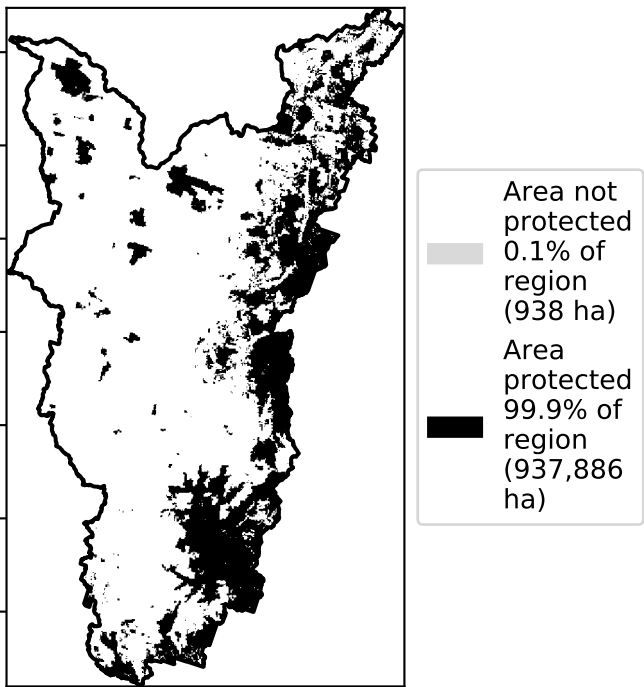 Area not
protected
0.1% of
region
(938 ha)
Area
protected
99.9% of
region
(937,886
ha)